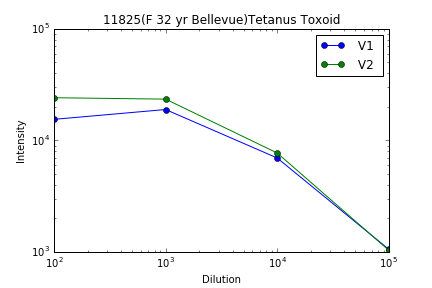 11825(F 32 yr Bellevue)Tetanus Toxoid
10^5
V1
V2
Intensity
10^4
10^3
10^2
10^3
10^4
10^5
Dilution